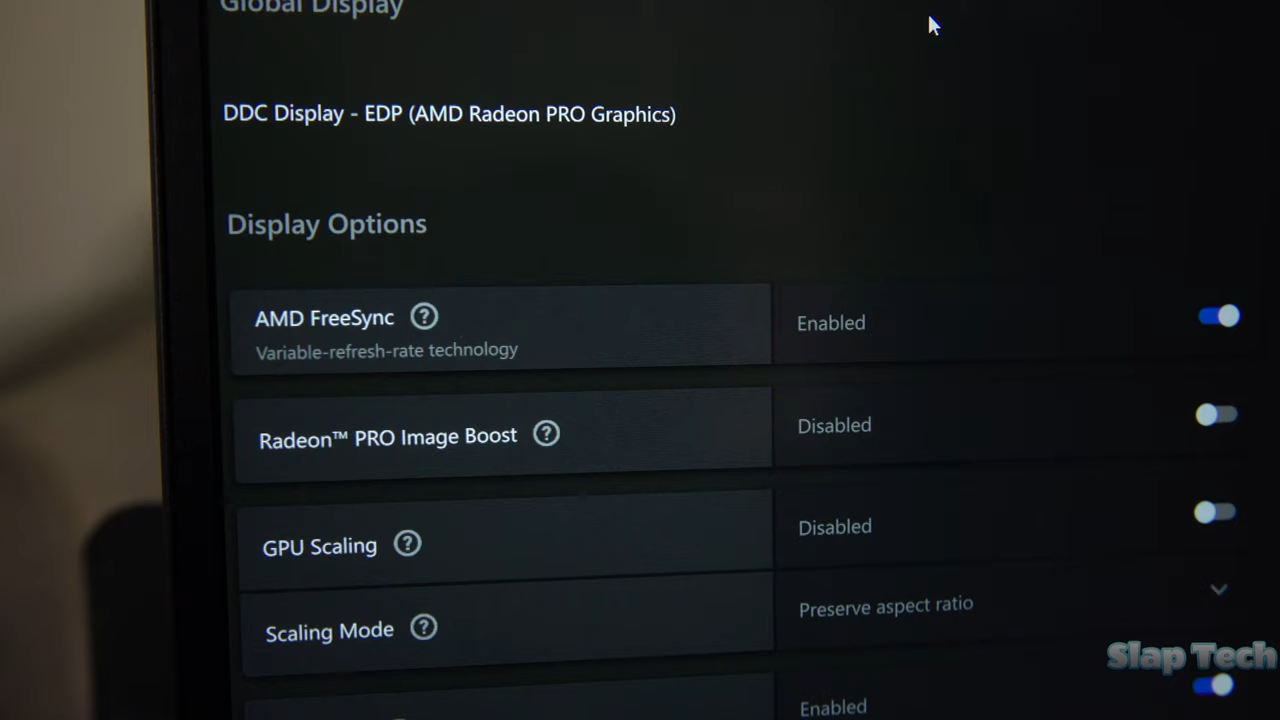 Global Display
DDC Display - EDP (AMD Radeon PRO Graphics)
Display Options
AMD FreeSync ?
Variable-refresh-rate technology
Enabled
Radeon™ PRO Image Boost ?
Disabled
GPU Scaling ?
Disabled
Scaling Mode ?
Preserve aspect ratio
Slap Tech
Enabled